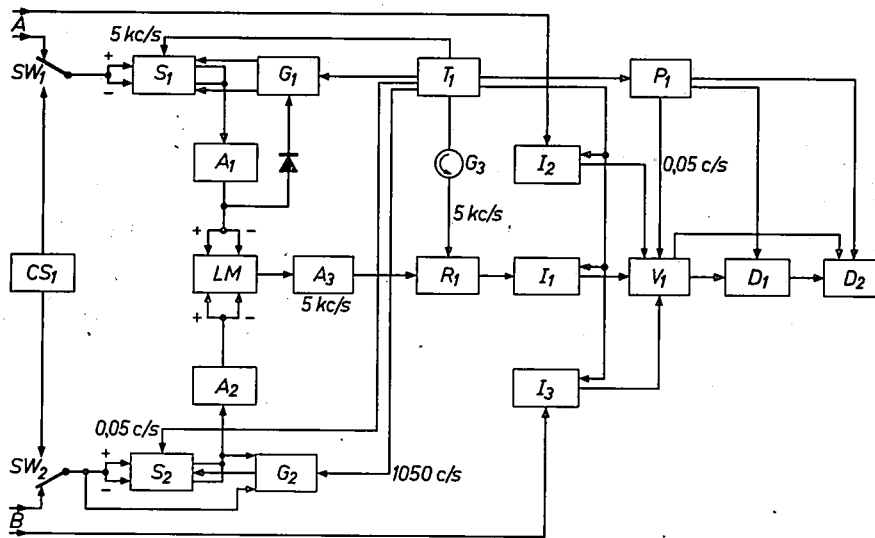 A
5 kc/s
SW₁
+
−
S₁
G₁
T₁
P₁
A₁
G₃
I₂
0,05 c/s
5 kc/s
+
−
CS₁
LM
A₃
R₁
I₁
V₁
D₁
D₂
5 kc/s
+
−
A₂
I₃
0,05 c/s
SW₂
+
−
S₂
G₂
1050 c/s
B